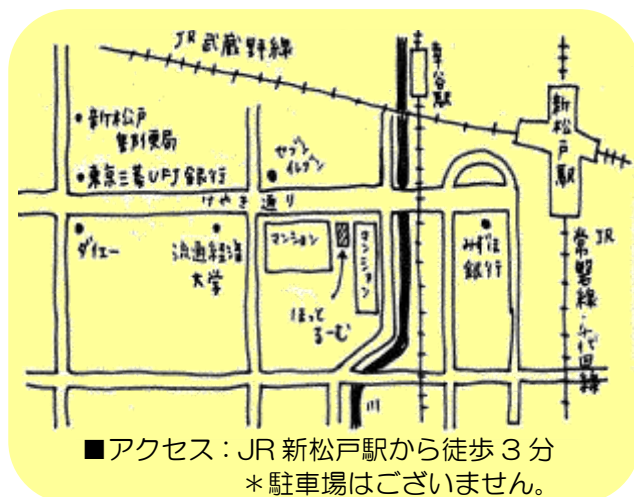 JR武蔵野線
幸谷駅
新松戸駅
新松戸
郵便局
セブン
イレブン
東京三菱UFJ銀行
けやき通り
ダイエー
流通経済
大学
マンション
マンション
みずほ
銀行
JR
常磐線・千代田線
ほっと
るーむ
川
■アクセス：JR新松戸駅から徒歩3分
＊駐車場はございません。